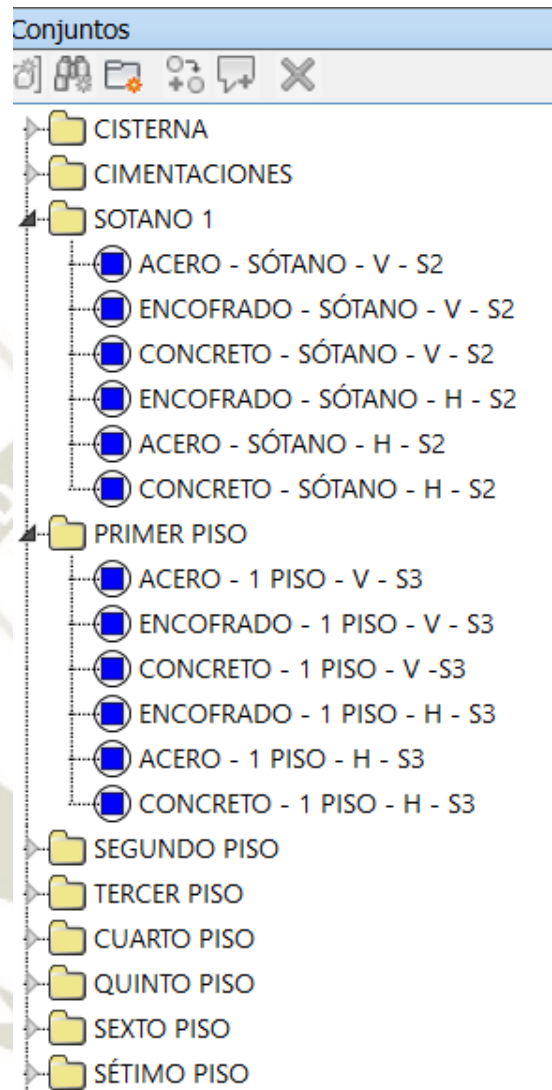 Conjuntos
CISTERNA
CIMENTACIONES
SOTANO 1
ACERO - SÓTANO - V - S2
ENCOFRADO - SÓTANO - V - S2
CONCRETO - SÓTANO - V - S2
ENCOFRADO - SÓTANO - H - S2
ACERO - SÓTANO - H - S2
CONCRETO - SÓTANO - H - S2
PRIMER PISO
ACERO - 1 PISO - V - S3
ENCOFRADO - 1 PISO - V - S3
CONCRETO - 1 PISO - V -S3
ENCOFRADO - 1 PISO - H - S3
ACERO - 1 PISO - H - S3
CONCRETO - 1 PISO - H - S3
SEGUNDO PISO
TERCER PISO
CUARTO PISO
QUINTO PISO
SEXTO PISO
SÉTIMO PISO